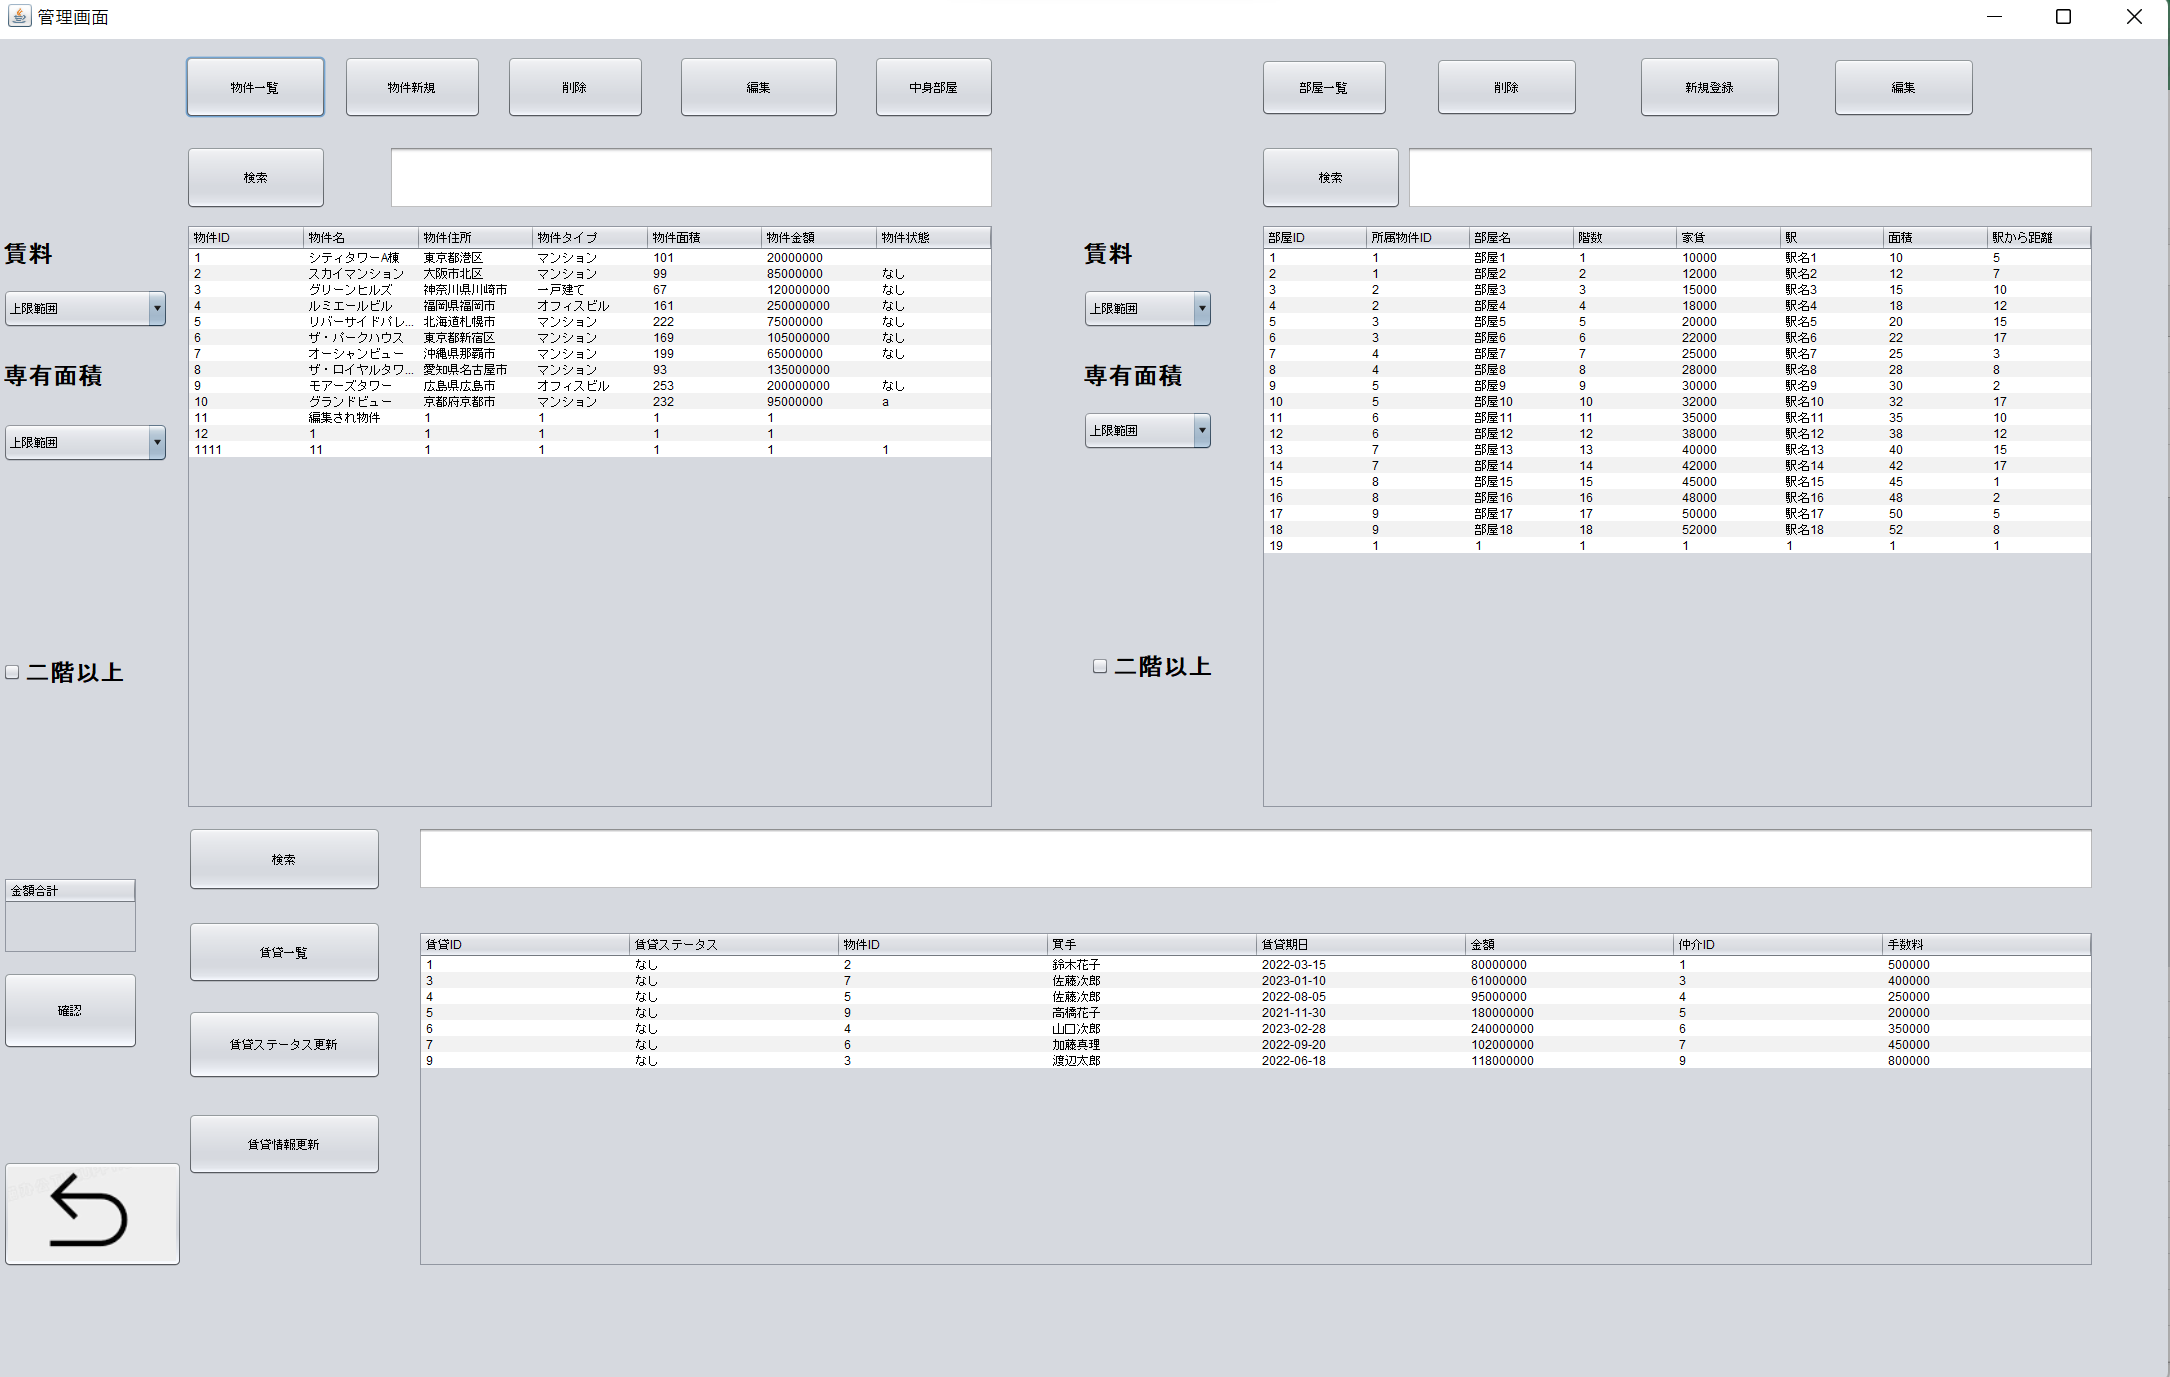 管理画面
物件一覧 物件新規 削除 編集 中身部屋
部屋一覧 削除 新規登録 編集
検索
検索
賃料
上限範囲
専有面積
上限範囲
二階以上
物件ID 物件名 物件住所 物件タイプ 物件面積 物件金額 物件状態
1 シティタワーA棟 東京都港区 マンション 101 20000000
2 スカイマンション 大阪市北区 マンション 99 85000000 なし
3 グリーンヒルズ 神奈川県川崎市 一戸建て 67 120000000 なし
4 ルミエールビル 福岡県福岡市 オフィスビル 161 250000000 なし
5 リバーサイドパレ... 北海道札幌市 マンション 222 75000000 なし
6 ザ・パークハウス 東京都新宿区 マンション 169 105000000 なし
7 オーシャンビュー 沖縄県那覇市 マンション 199 65000000 なし
8 ザ・ロイヤルタワ... 愛知県名古屋市 マンション 93 135000000
9 モアーズタワー 広島県広島市 オフィスビル 253 200000000 なし
10 グランドビュー 京都府京都市 マンション 232 95000000 a
11 編集され物件 1 1 1 1
12 1 1 1 1 1
1111 11 1 1 1 1 1
賃料
上限範囲
専有面積
上限範囲
二階以上
部屋ID 所属物件ID 部屋名 階数 家賃 駅 面積 駅から距離
1 1 部屋1 1 10000 駅名1 10 5
2 1 部屋2 2 12000 駅名2 12 7
3 2 部屋3 3 15000 駅名3 15 10
4 2 部屋4 4 18000 駅名4 18 12
5 3 部屋5 5 20000 駅名5 20 15
6 3 部屋6 6 22000 駅名6 22 17
7 4 部屋7 7 25000 駅名7 25 3
8 4 部屋8 8 28000 駅名8 28 8
9 5 部屋9 9 30000 駅名9 30 2
10 5 部屋10 10 32000 駅名10 32 17
11 6 部屋11 11 35000 駅名11 35 10
12 6 部屋12 12 38000 駅名12 38 12
13 7 部屋13 13 40000 駅名13 40 15
14 7 部屋14 14 42000 駅名14 42 17
15 8 部屋15 15 45000 駅名15 45 1
16 8 部屋16 16 48000 駅名16 48 2
17 9 部屋17 17 50000 駅名17 50 5
18 9 部屋18 18 52000 駅名18 52 8
19 1 1 1 1 1 1 1
検索
金額合計
確認
賃貸一覧
賃貸ステータス更新
賃貸情報更新
賃貸ID 賃貸ステータス 物件ID 買手 賃貸期日 金額 仲介ID 手数料
1 なし 2 鈴木花子 2022-03-15 80000000 1 500000
3 なし 7 佐藤次郎 2023-01-10 61000000 3 400000
4 なし 5 佐藤次郎 2022-08-05 95000000 4 250000
5 なし 9 高橋花子 2021-11-30 180000000 5 200000
6 なし 4 山口次郎 2023-02-28 240000000 6 350000
7 なし 6 加藤真理 2022-09-20 102000000 7 450000
9 なし 3 渡辺太郎 2022-06-18 118000000 9 800000